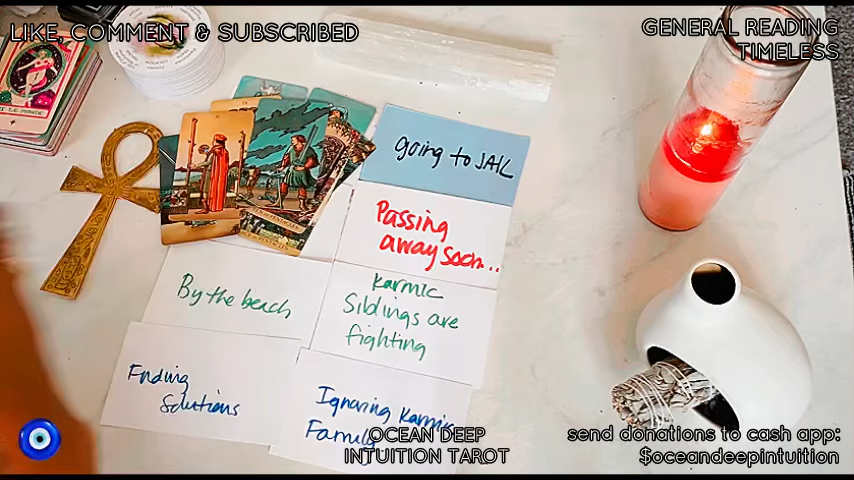 LIKE, COMMENT & SUBSCRIBED
GENERAL READING
TIMELESS
going to JAIL
Passing
away soon...
By the beach
Karmic
Siblings are
fighting
Finding
Solutions
Ignoring Karmic
Family
OCEAN DEEP
INTUITION TAROT
send donations to cash app:
$oceandeepintuition